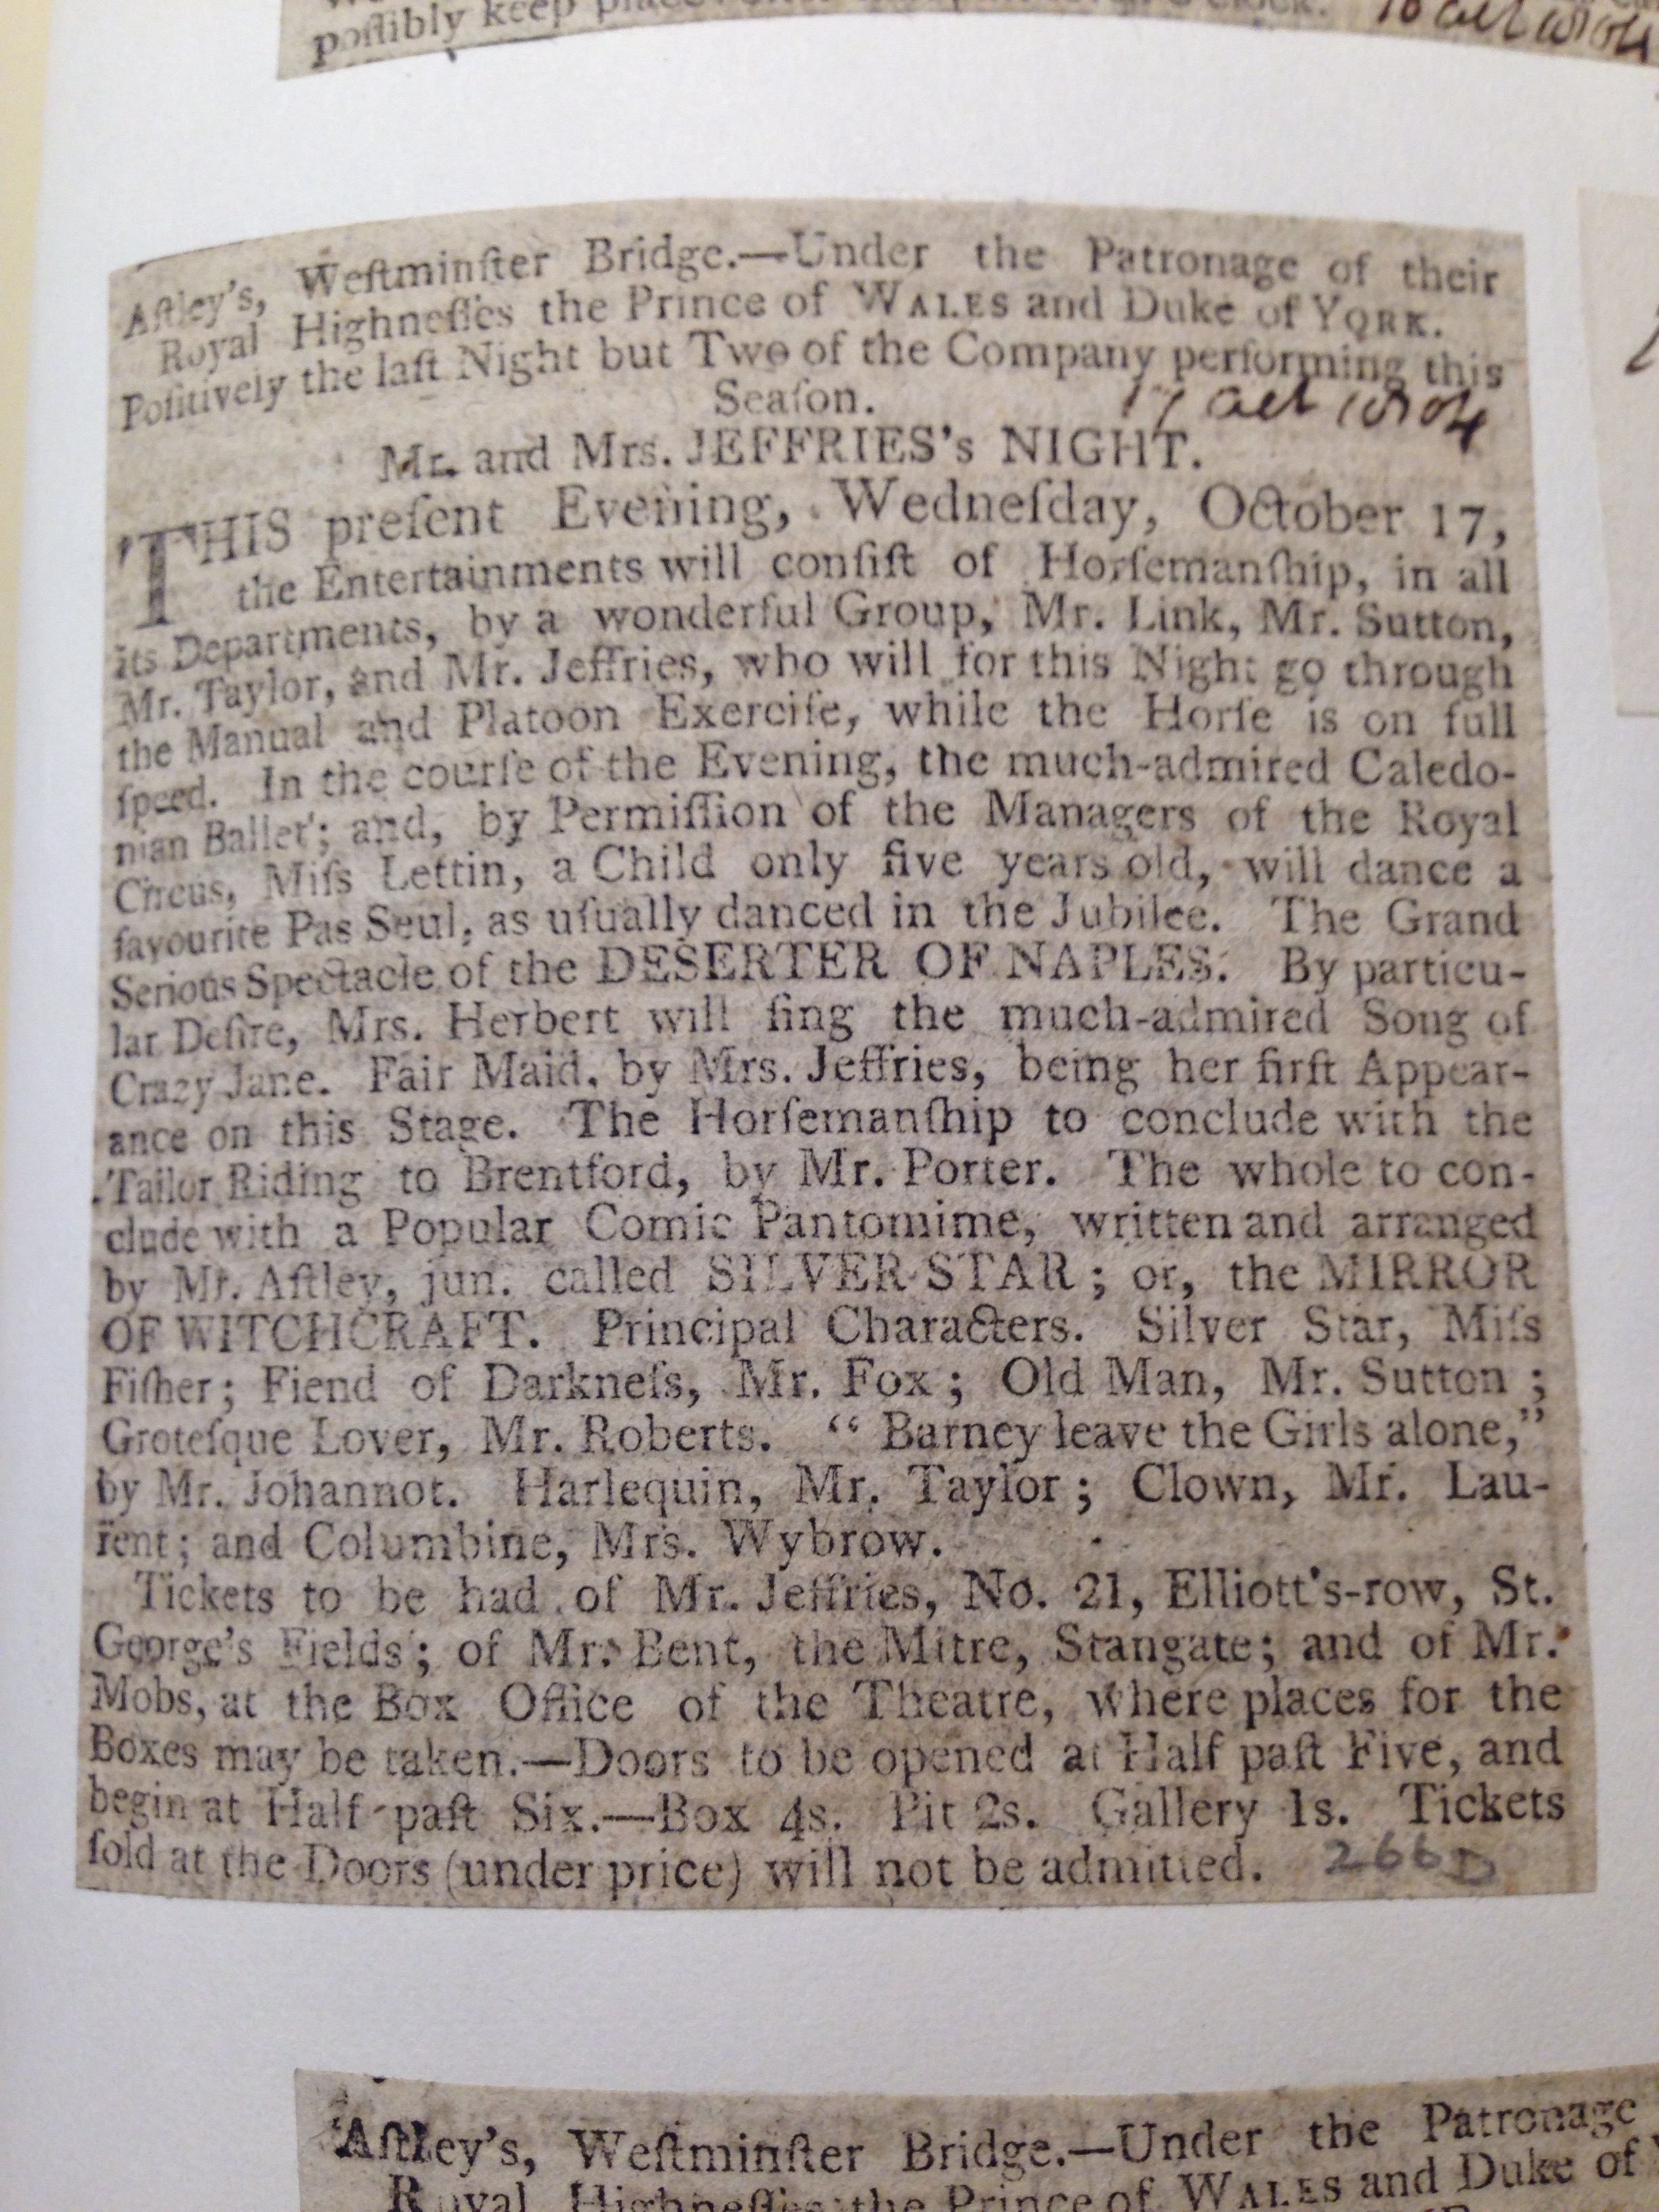 possibly keep
Aſtley's, Weſtminſter Bridge.—Under the Patronage of their
Royal Highneſſes the Prince of WALES and Duke of YORK.
Poſitively the laſt Night but Two of the Company performing this
Seaſon.
17 Oct
Mr. and Mrs. JEFFRIES's NIGHT.
THIS preſent Evening, Wedneſday, October 17,
the Entertainments will conſiſt of Horſemanſhip, in all
its Departments, by a wonderful Group, Mr. Link, Mr. Sutton,
Mr. Taylor, and Mr. Jeffries, who will for this Night go through
the Manual and Platoon Exerciſe, while the Horſe is on full
ſpeed. In the courſe of the Evening, the much-admired Caledo-
nian Ballet; and, by Permiſſion of the Managers of the Royal
Circus, Miſs Lettin, a Child only five years old, will dance a
favourite Pas Seul, as uſually danced in the Jubilee. The Grand
Serious Spectacle of the DESERTER OF NAPLES. By particu-
lar Deſire, Mrs. Herbert will ſing the much-admired Song of
Crazy Jane. Fair Maid, by Mrs. Jeffries, being her firſt Appear-
ance on this Stage. The Horſemanſhip to conclude with the
Tailor Riding to Brentford, by Mr. Porter. The whole to con-
clude with a Popular Comic Pantomime, written and arranged
by Mr. Aſtley, jun. called SILVER STAR; or, the MIRROR
OF WITCHCRAFT. Principal Characters. Silver Star, Miſs
Fiſher; Fiend of Darkneſs, Mr. Fox; Old Man, Mr. Sutton;
Groteſque Lover, Mr. Roberts. “ Barney leave the Girls alone,”
by Mr. Johannot. Harlequin, Mr. Taylor; Clown, Mr. Lau-
rent; and Columbine, Mrs. Wybrow.
Tickets to be had of Mr. Jeffries, No. 21, Elliott's-row, St.
George's Fields; of Mr. Bent, the Mitre, Stangate; and of Mr.
Mobs, at the Box Office of the Theatre, where places for the
Boxes may be taken.—Doors to be opened at Half paſt Five, and
begin at Half paſt Six.—Box 4s. Pit 2s. Gallery 1s. Tickets
ſold at the Doors (under price) will not be admitted. 266 D
Aſtley's, Weſtminſter Bridge.—Under the Patronage
Royal Highneſſes the Prince of WALES and Duke of